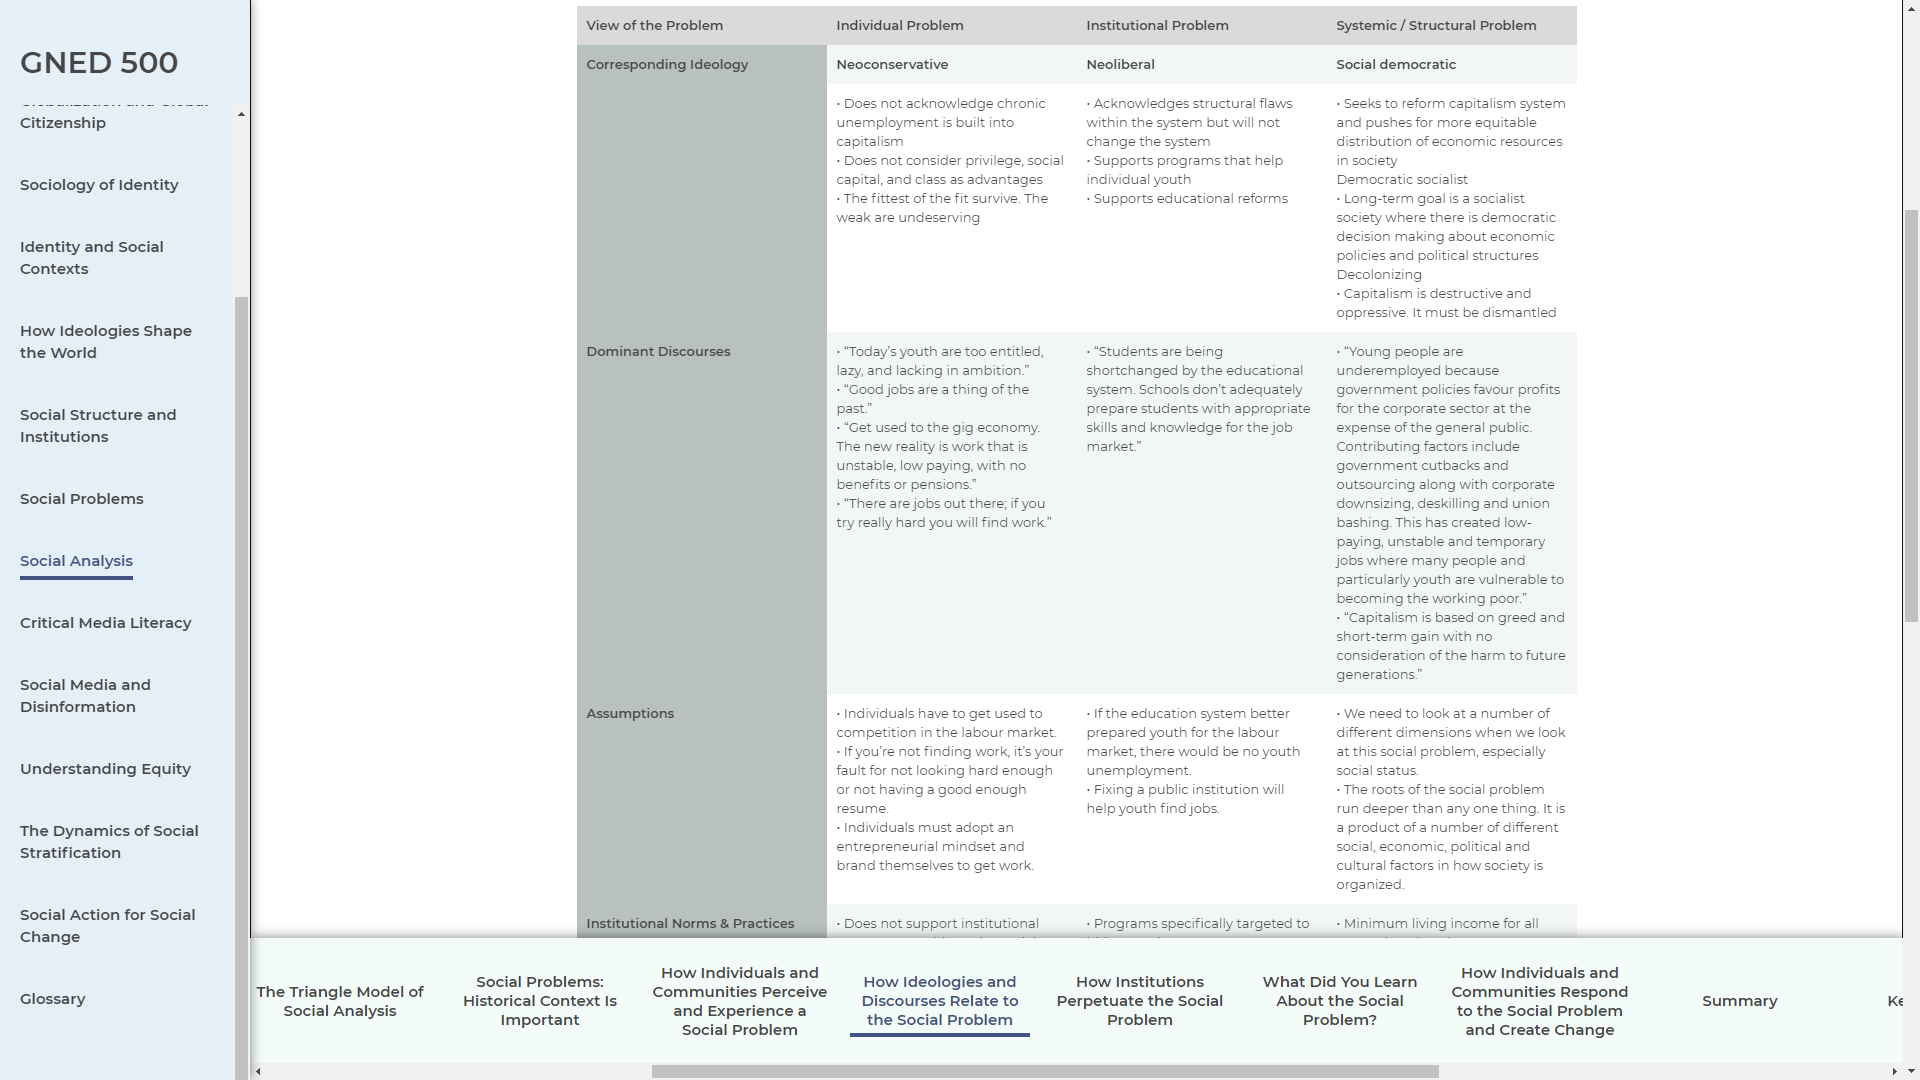 GNED 500
Citizenship
Sociology of Identity
Identity and Social
Contexts
How Ideologies Shape
the World
Social Structure and
Institutions
Social Problems
Social Analysis
Critical Media Literacy
Social Media and
Disinformation
Understanding Equity
The Dynamics of Social
Stratification
Social Action for Social
Change
Glossary
View of the Problem
Individual Problem
Institutional Problem
Systemic / Structural Problem
Corresponding Ideology
Neoconservative
Neoliberal
Social democratic
• Does not acknowledge chronic
unemployment is built into
capitalism
• Does not consider privilege, social
capital, and class as advantages
• The fittest of the fit survive. The
weak are undeserving
• Acknowledges structural flaws
within the system but will not
change the system
• Supports programs that help
individual youth
• Supports educational reforms
• Seeks to reform capitalism system
and pushes for more equitable
distribution of economic resources
in society
Democratic socialist
• Long-term goal is a socialist
society where there is democratic
decision making about economic
policies and political structures
Decolonizing
• Capitalism is destructive and
oppressive. It must be dismantled
Dominant Discourses
• “Today’s youth are too entitled,
lazy, and lacking in ambition.”
• “Good jobs are a thing of the
past.”
• “Get used to the gig economy.
The new reality is work that is
unstable, low paying, with no
benefits or pensions.”
• “There are jobs out there; if you
try really hard you will find work.”
• “Students are being
shortchanged by the educational
system. Schools don’t adequately
prepare students with appropriate
skills and knowledge for the job
market.”
• “Young people are
underemployed because
government policies favour profits
for the corporate sector at the
expense of the general public.
Contributing factors include
government cutbacks and
outsourcing along with corporate
downsizing, deskilling and union
bashing. This has created low-
paying, unstable and temporary
jobs where many people and
particularly youth are vulnerable to
becoming the working poor.”
• “Capitalism is based on greed and
short-term gain with no
consideration of the harm to future
generations.”
Assumptions
• Individuals have to get used to
competition in the labour market.
• If you’re not finding work, it’s your
fault for not looking hard enough
or not having a good enough
resume.
• Individuals must adopt an
entrepreneurial mindset and
brand themselves to get work.
• If the education system better
prepared youth for the labour
market, there would be no youth
unemployment.
• Fixing a public institution will
help youth find jobs.
• We need to look at a number of
different dimensions when we look
at this social problem, especially
social status.
• The roots of the social problem
run deeper than any one thing. It is
a product of a number of different
social, economic, political and
cultural factors in how society is
organized.
Institutional Norms & Practices
• Does not support institutional
• Programs specifically targeted to
• Minimum living income for all
The Triangle Model of
Social Analysis
Social Problems:
Historical Context Is
Important
How Individuals and
Communities Perceive
and Experience a
Social Problem
How Ideologies and
Discourses Relate to
the Social Problem
How Institutions
Perpetuate the Social
Problem
What Did You Learn
About the Social
Problem?
How Individuals and
Communities Respond
to the Social Problem
and Create Change
Summary